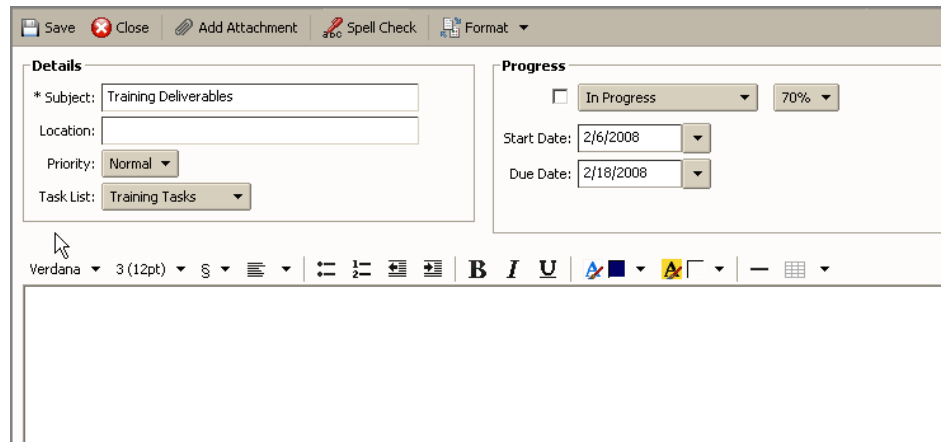 Save Close Add Attachment abc Spell Check Format
Details
* Subject: Training Deliverables
Location:
Priority: Normal
Task List: Training Tasks
Progress
In Progress 70%
Start Date: 2/6/2008
Due Date: 2/18/2008
Verdana 3 (12pt) § B I U A A